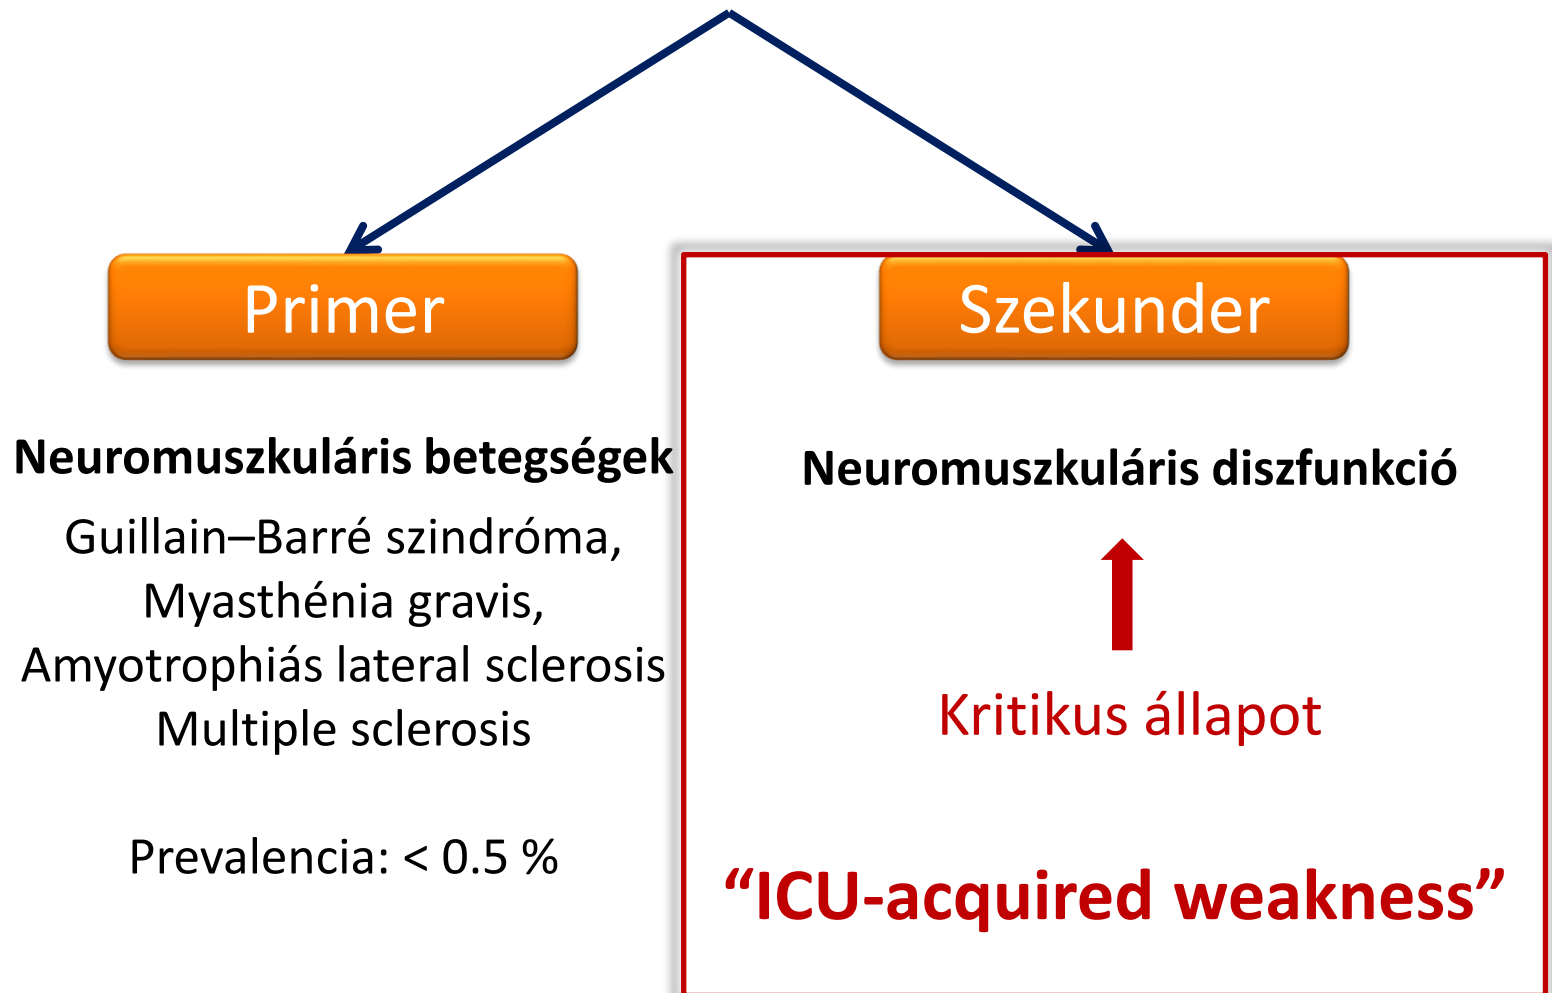 Primer
Neuromuszkuláris betegségek
Guillain–Barré szindróma,
Myasthénia gravis,
Amyotrophiás lateral sclerosis
Multiple sclerosis
Prevalencia: < 0.5 %
Szekunder
Neuromuszkuláris diszfunkció
Kritikus állapot
“ICU-acquired weakness”